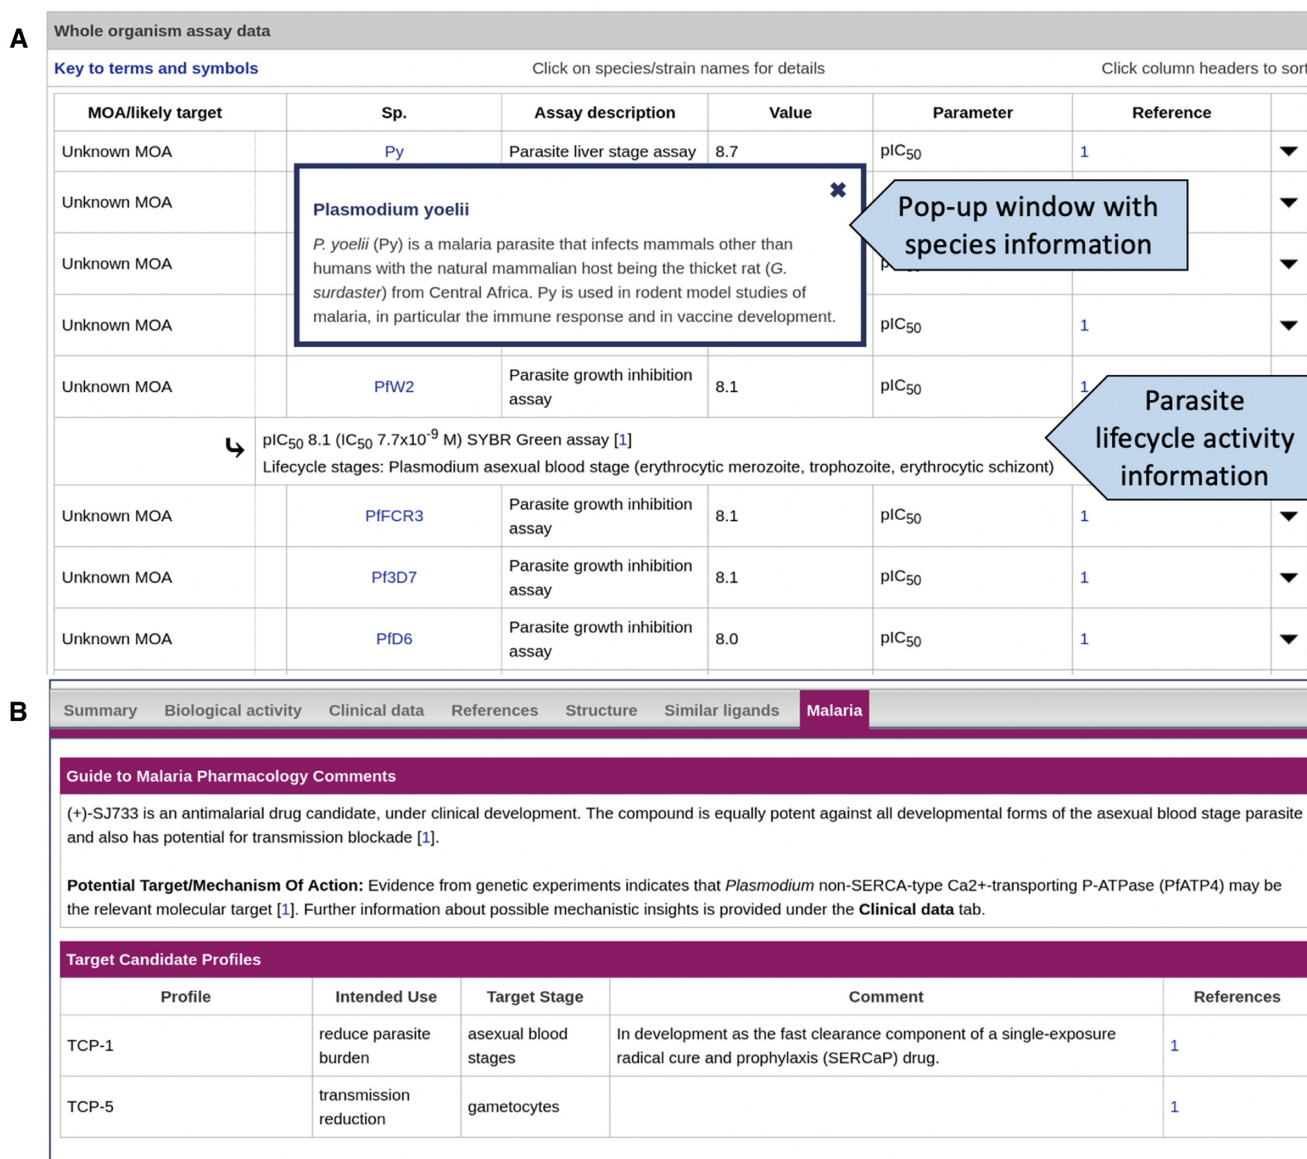 A
Whole organism assay data
Key to terms and symbols Click on species/strain names for details Click column headers to sort
MOA/likely target Sp. Assay description Value Parameter Reference
Unknown MOA Py Parasite liver stage assay 8.7 pIC50 1
Unknown MOA
Unknown MOA
Plasmodium yoelii
P. yoelii (Py) is a malaria parasite that infects mammals other than
humans with the natural mammalian host being the thicket rat (G.
surdaster) from Central Africa. Py is used in rodent model studies of
malaria, in particular the immune response and in vaccine development.
Pop-up window with
species information
Unknown MOA pIC50 1
Unknown MOA PfW2 Parasite growth inhibition
assay 8.1 pIC50 1
pIC50 8.1 (IC50 7.7x10-9 M) SYBR Green assay [1]
Lifecycle stages: Plasmodium asexual blood stage (erythrocytic merozoite, trophozoite, erythrocytic schizont)
Parasite
lifecycle activity
information
Unknown MOA PfFCR3 Parasite growth inhibition
assay 8.1 pIC50 1
Unknown MOA Pf3D7 Parasite growth inhibition
assay 8.1 pIC50 1
Unknown MOA PfD6 Parasite growth inhibition
assay 8.0 pIC50 1
B
Summary Biological activity Clinical data References Structure Similar ligands Malaria
Guide to Malaria Pharmacology Comments
(+)-SJ733 is an antimalarial drug candidate, under clinical development. The compound is equally potent against all developmental forms of the asexual blood stage parasite
and also has potential for transmission blockade [1].
Potential Target/Mechanism Of Action: Evidence from genetic experiments indicates that Plasmodium non-SERCA-type Ca2+-transporting P-ATPase (PfATP4) may be
the relevant molecular target [1]. Further information about possible mechanistic insights is provided under the Clinical data tab.
Target Candidate Profiles
Profile Intended Use Target Stage Comment References
TCP-1 reduce parasite
burden asexual blood
stages In development as the fast clearance component of a single-exposure
radical cure and prophylaxis (SERCaP) drug. 1
TCP-5 transmission
reduction gametocytes 1